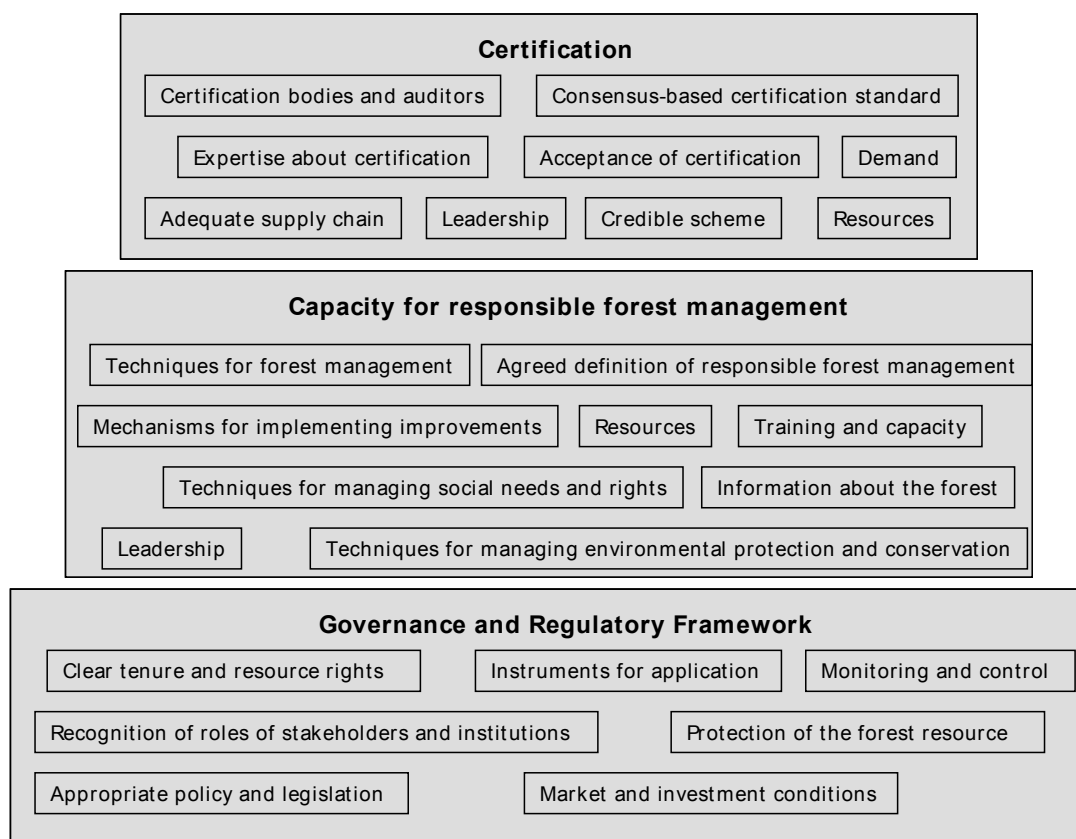 Certification
Certification bodies and auditors Consensus-based certification standard
Expertise about certification Acceptance of certification Demand
Adequate supply chain Leadership Credible scheme Resources
Capacity for responsible forest management
Techniques for forest management Agreed definition of responsible forest management
Mechanisms for implementing improvements Resources Training and capacity
Techniques for managing social needs and rights Information about the forest
Leadership Techniques for managing environmental protection and conservation
Governance and Regulatory Framework
Clear tenure and resource rights Instruments for application Monitoring and control
Recognition of roles of stakeholders and institutions Protection of the forest resource
Appropriate policy and legislation Market and investment conditions